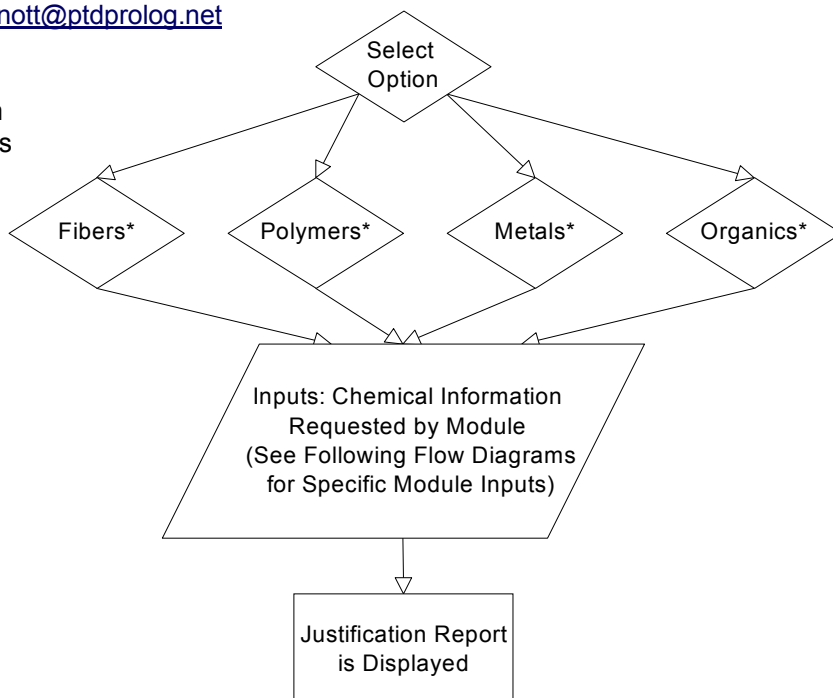 nott@ptdprolog.net
Select
Option
s
Fibers*
Polymers*
Metals*
Organics*
Inputs: Chemical Information
Requested by Module
(See Following Flow Diagrams
for Specific Module Inputs)
Justification Report
is Displayed